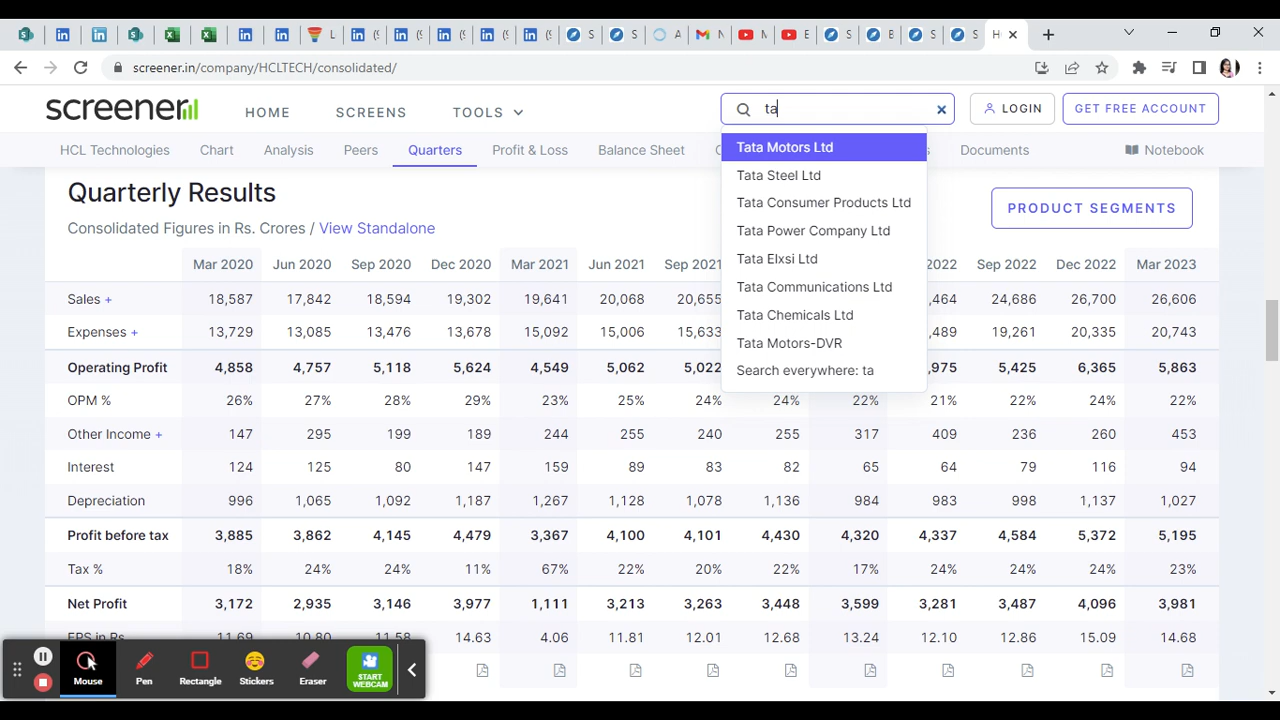 L
(
(
(
(
(
S
S
A
M
M
E
S
B
S
S
H
screener.in/company/HCLTECH/consolidated/
screener
HOME
SCREENS
TOOLS
ta
LOGIN
GET FREE ACCOUNT
HCL Technologies Chart Analysis Peers Quarters Profit & Loss Balance Sheet Documents Notebook
Tata Motors Ltd
Tata Steel Ltd
Tata Consumer Products Ltd
Tata Power Company Ltd
Tata Elxsi Ltd
Tata Communications Ltd
Tata Chemicals Ltd
Tata Motors-DVR
Search everywhere: ta
Quarterly Results
Consolidated Figures in Rs. Crores / View Standalone
PRODUCT SEGMENTS
Mar 2020 Jun 2020 Sep 2020 Dec 2020 Mar 2021 Jun 2021 Sep 2021 2022 Sep 2022 Dec 2022 Mar 2023
Sales + 18,587 17,842 18,594 19,302 19,641 20,068 20,655 ,464 24,686 26,700 26,606
Expenses + 13,729 13,085 13,476 13,678 15,092 15,006 15,633 ,489 19,261 20,335 20,743
Operating Profit 4,858 4,757 5,118 5,624 4,549 5,062 5,022 ,975 5,425 6,365 5,863
OPM % 26% 27% 28% 29% 23% 25% 24% 24% 22% 21% 22% 24% 22%
Other Income + 147 295 199 189 244 255 240 255 317 409 236 260 453
Interest 124 125 80 147 159 89 83 82 65 64 79 116 94
Depreciation 996 1,065 1,092 1,187 1,267 1,128 1,078 1,136 984 983 998 1,137 1,027
Profit before tax 3,885 3,862 4,145 4,479 3,367 4,100 4,101 4,430 4,320 4,337 4,584 5,372 5,195
Tax % 18% 24% 24% 11% 67% 22% 20% 22% 17% 24% 24% 24% 23%
Net Profit 3,172 2,935 3,146 3,977 1,111 3,213 3,263 3,448 3,599 3,281 3,487 4,096 3,981
EPS in Rs 11.69 10.80 11.58 14.63 4.06 11.81 12.01 12.68 13.24 12.10 12.86 15.09 14.68
Mouse
Pen
Rectangle
Stickers
Eraser
START
WEBCAM